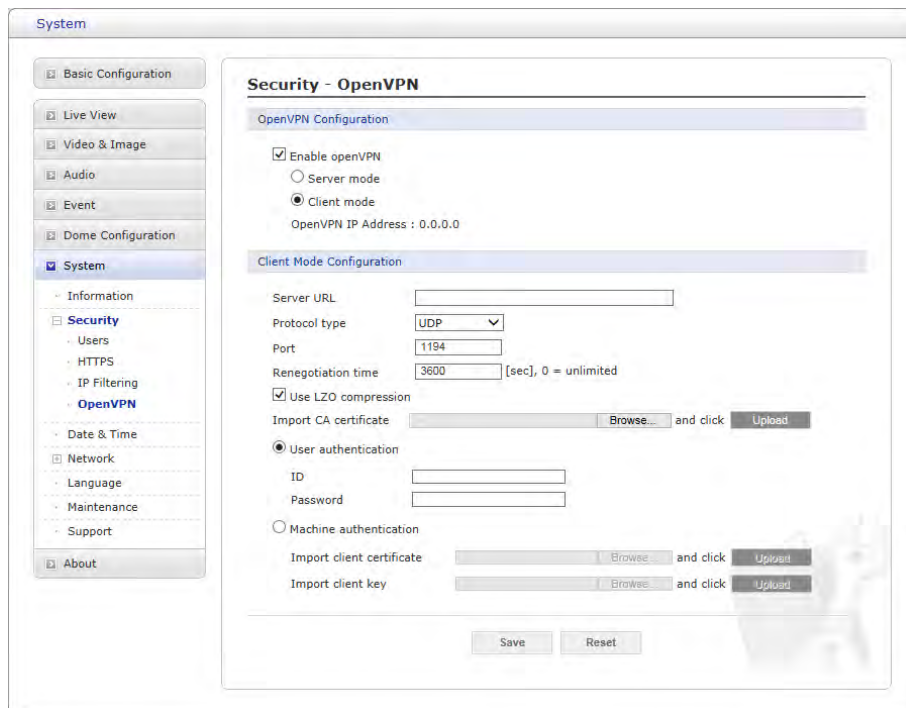 System
Basic Configuration
Live View
Video & Image
Audio
Event
Dome Configuration
System
Information
Security
Users
HTTPS
IP Filtering
OpenVPN
Date & Time
Network
Language
Maintenance
Support
About
Security - OpenVPN
OpenVPN Configuration
Enable openVPN
Server mode
Client mode
OpenVPN IP Address : 0.0.0.0
Client Mode Configuration
Server URL
Protocol type UDP
Port 1194
Renegotiation time 3600 [sec], 0 = unlimited
Use LZO compression
Import CA certificate Browse... and click Upload
User authentication
ID
Password
Machine authentication
Import client certificate Browse... and click Upload
Import client key Browse... and click Upload
Save Reset